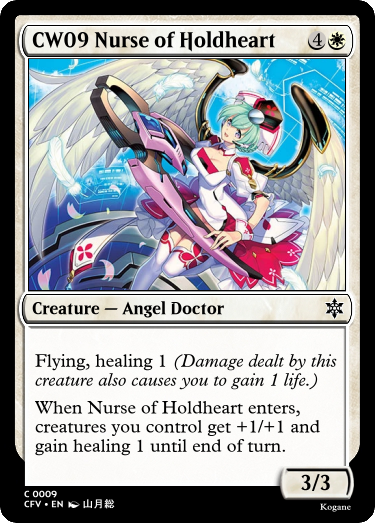 CW09 Nurse of Holdheart 4
Creature — Angel Doctor
Flying, healing 1 (Damage dealt by this
creature also causes you to gain 1 life.)
When Nurse of Holdheart enters,
creatures you control get +1/+1 and
gain healing 1 until end of turn.
3/3
C 0009
CFV • EN 山月総
Kogane